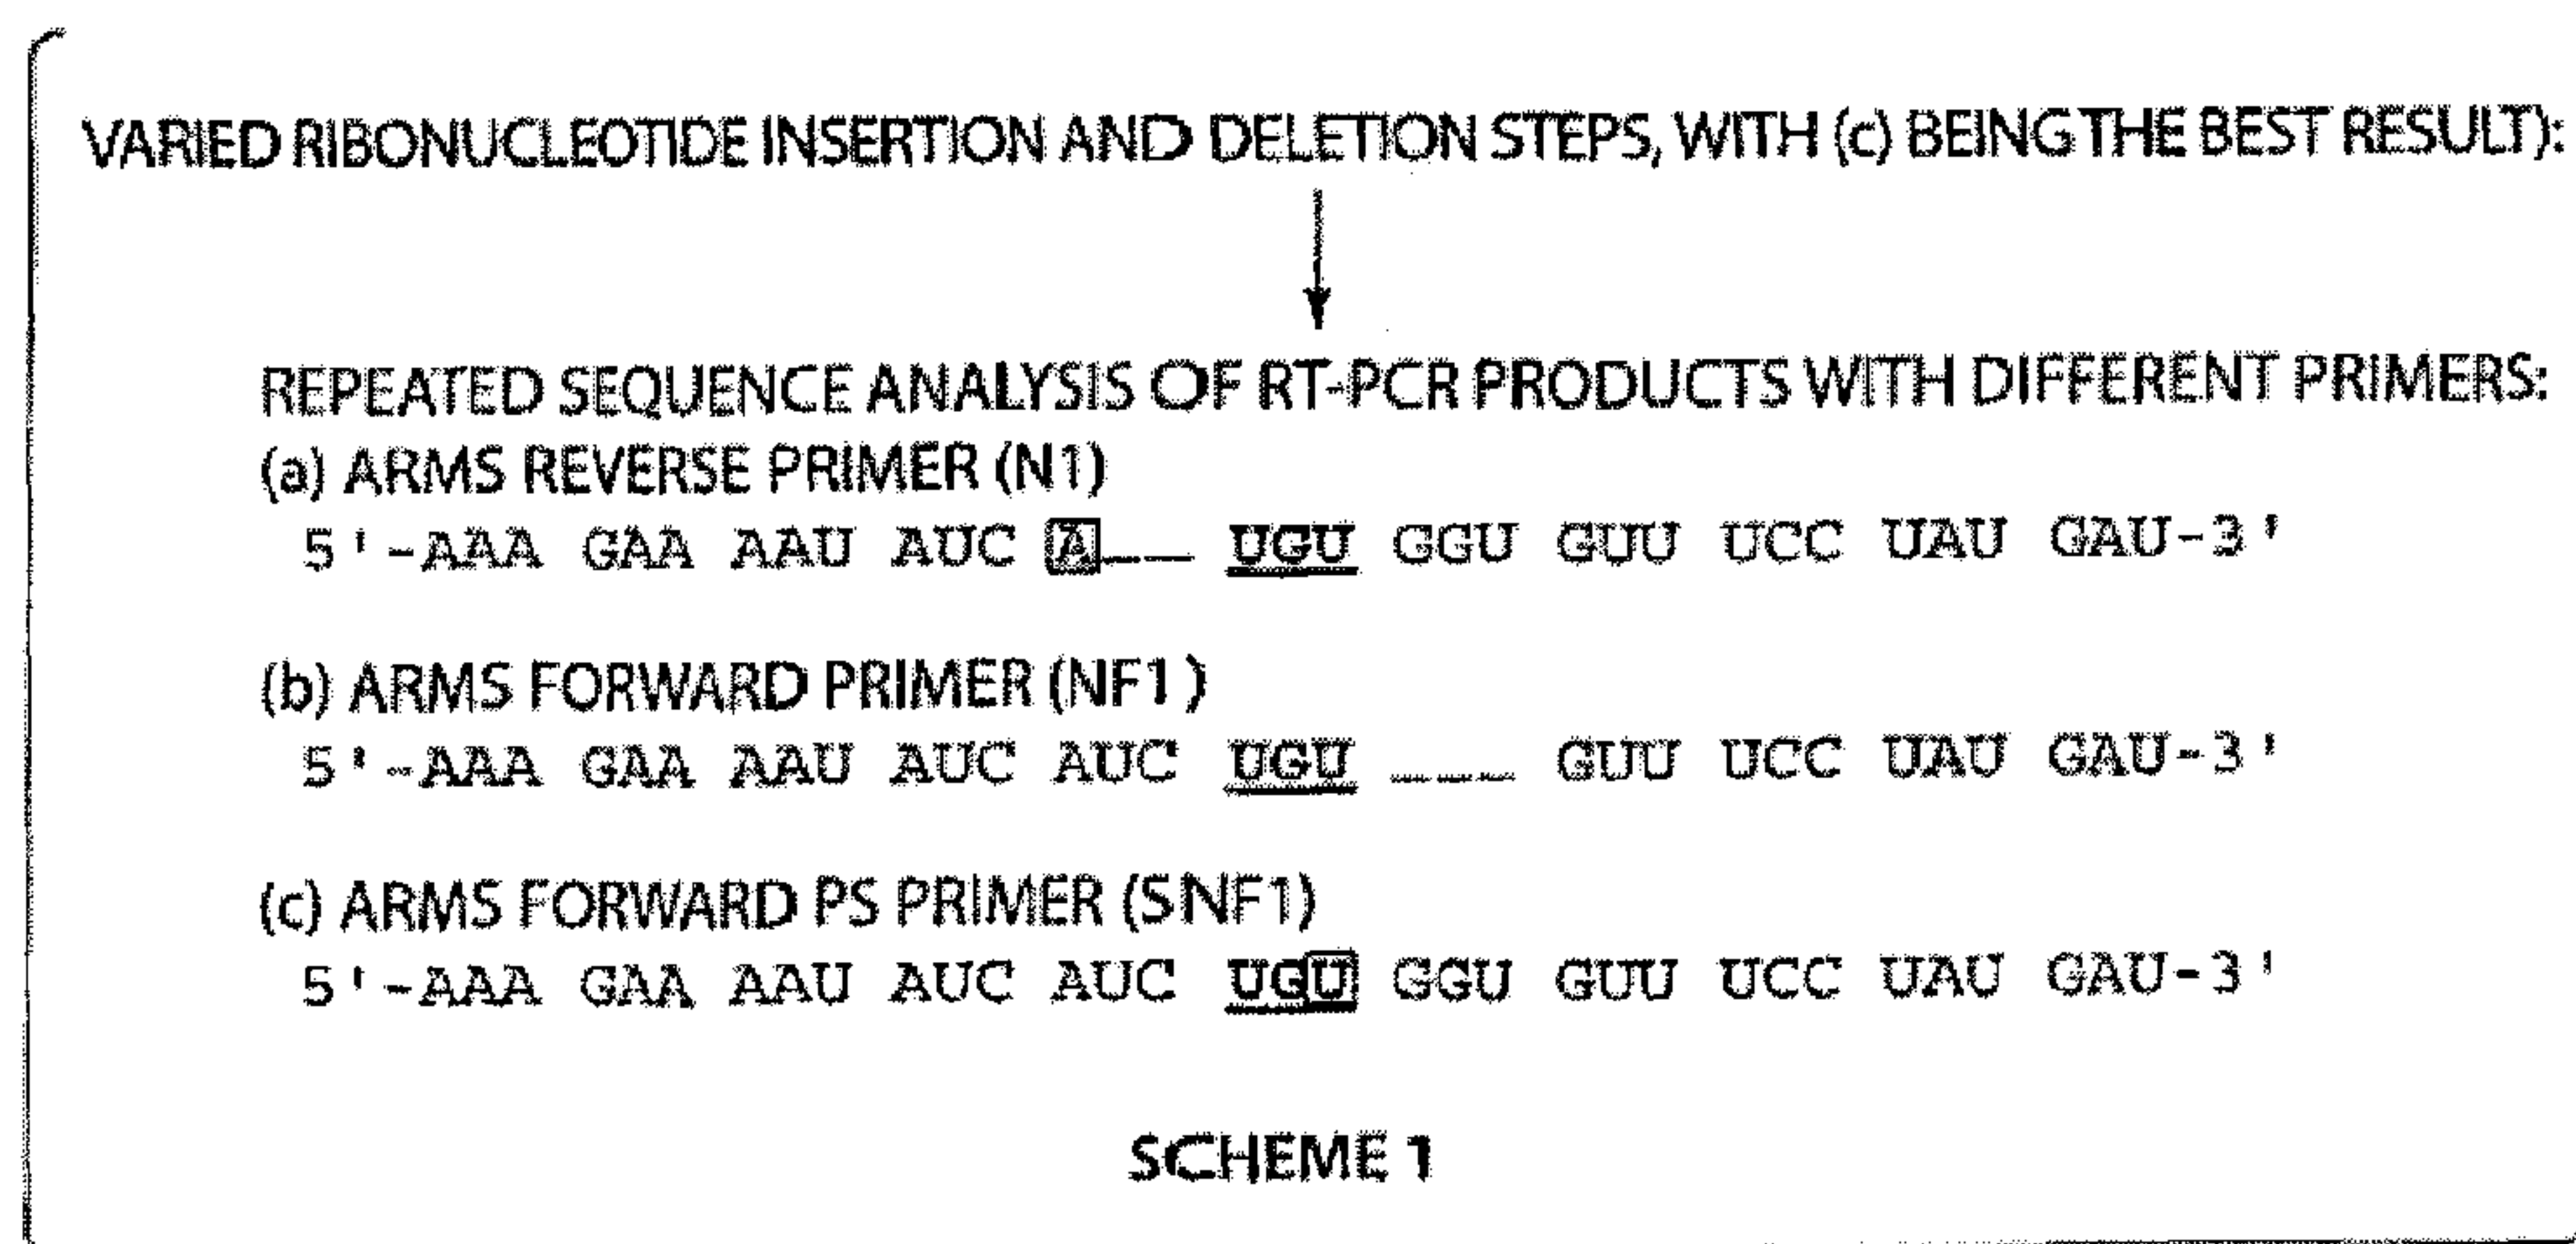 VARIED RIBONUCLEOTIDE INSERTION AND DELETION STEPS, WITH (c) BEING THE BEST RESULT):
REPEATED SEQUENCE ANALYSIS OF RT-PCR PRODUCTS WITH DIFFERENT PRIMERS:
(a) ARMS REVERSE PRIMER (N1)
5'-AAA GAA AAU AUC A__ UGU GGU GUU UCC UAU GAU-3'
(b) ARMS FORWARD PRIMER (NF1)
5'-AAA GAA AAU AUC AUC UGU ___ GUU UCC UAU GAU-3'
(c) ARMS FORWARD PS PRIMER (SNF1)
5'-AAA GAA AAU AUC AUC UGU GGU GUU UCC UAU GAU-3'
SCHEME 1